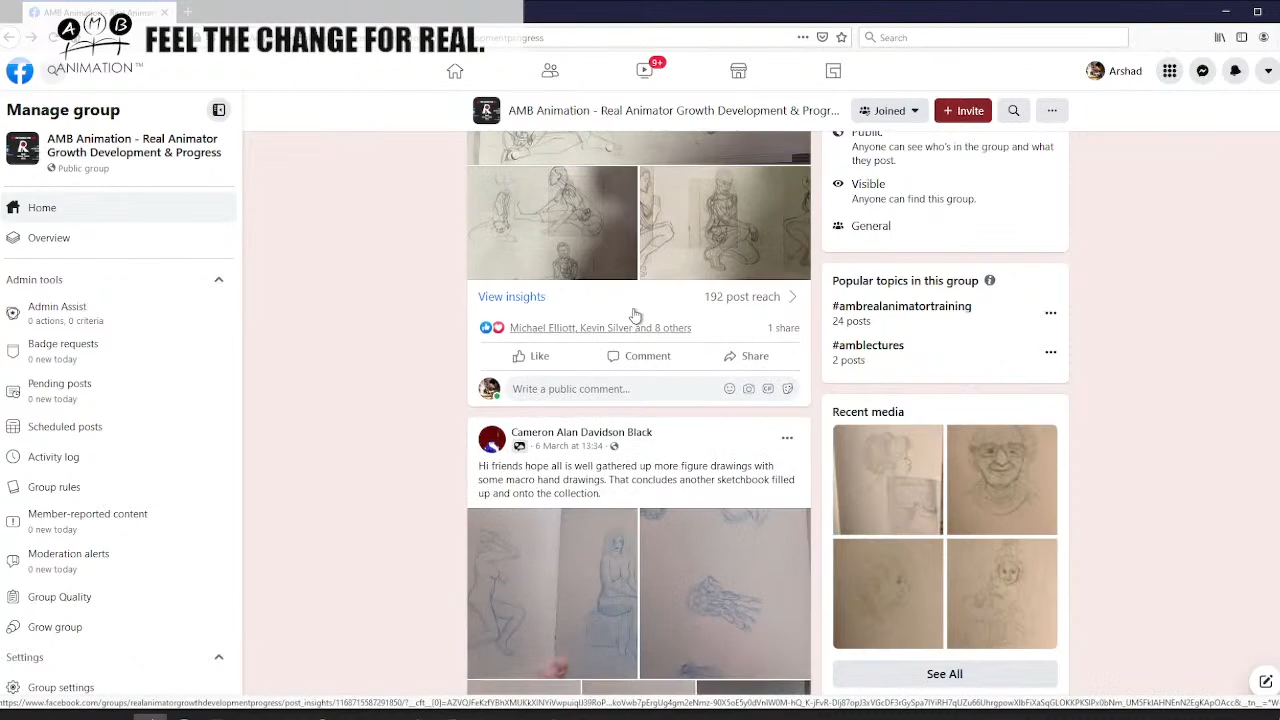 AMB Animation - Real Anima
AMB
ANIMATION™
FEEL THE CHANGE FOR REAL.
mentprogress
Search
9+
Arshad
Manage group
AMB Animation - Real Animator
Growth Development & Progress
Public group
Home
Overview
Admin tools
Admin Assist
0 actions, 0 criteria
Badge requests
0 new today
Pending posts
0 new today
Scheduled posts
Activity log
Group rules
Member-reported content
0 new today
Moderation alerts
0 new today
Group Quality
Grow group
Settings
Group settings
AMB Animation - Real Animator Growth Development & Progr...
Joined
+ Invite
View insights
192 post reach
Michael Elliott, Kevin Silver and 8 others
1 share
Like
Comment
Share
Write a public comment...
GIF
Cameron Alan Davidson Black
· 6 March at 13:34 ·
Hi friends hope all is well gathered up more figure drawings with
some macro hand drawings. That concludes another sketchbook filled
up and onto the collection.
Public
Anyone can see who's in the group and what
they post.
Visible
Anyone can find this group.
General
Popular topics in this group
#ambrealanimatortraining
24 posts
#amblectures
2 posts
Recent media
See All